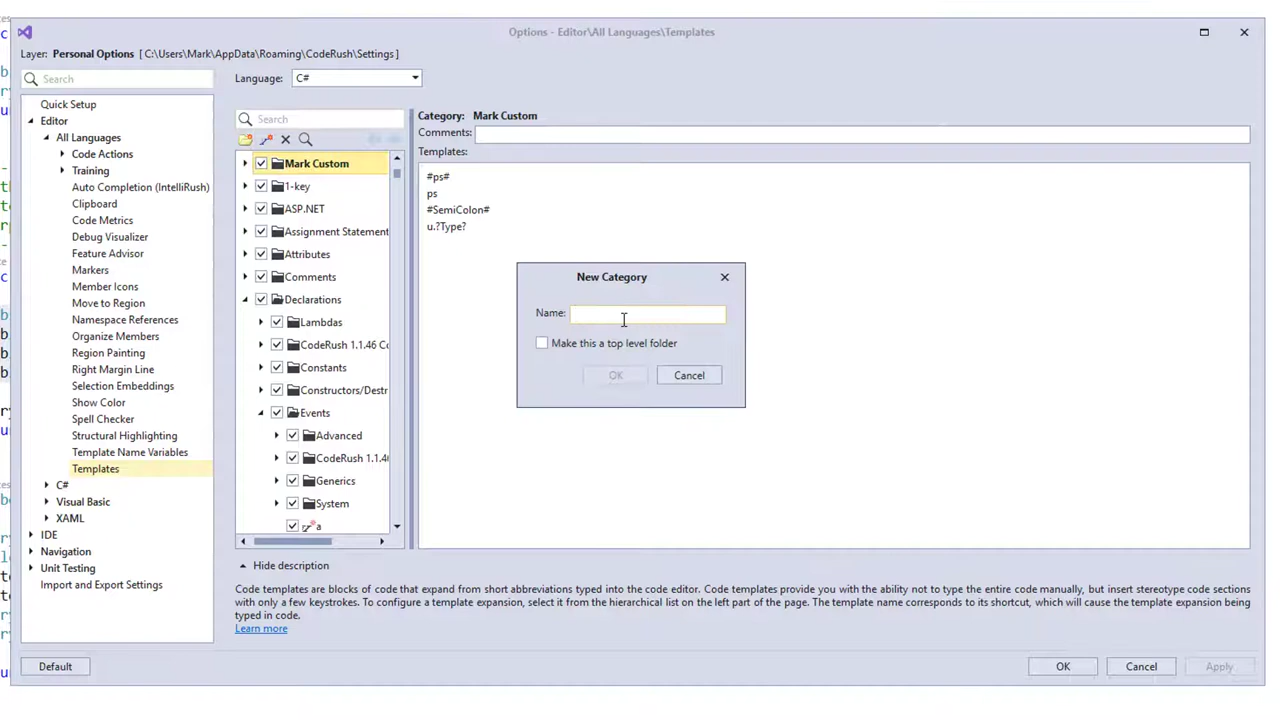 Options - Editor\All Languages\Templates
Layer: Personal Options [ C:\Users\Mark\AppData\Roaming\CodeRush\Settings ]
Search
Quick Setup
Editor
All Languages
Code Actions
Training
Auto Completion (IntelliRush)
Clipboard
Code Metrics
Debug Visualizer
Feature Advisor
Markers
Member Icons
Move to Region
Namespace References
Organize Members
Region Painting
Right Margin Line
Selection Embeddings
Show Color
Spell Checker
Structural Highlighting
Template Name Variables
Templates
C#
Visual Basic
XAML
IDE
Navigation
Unit Testing
Import and Export Settings
Language: C#
Search
Mark Custom
1-key
ASP.NET
Assignment Statement
Attributes
Comments
Declarations
Lambdas
CodeRush 1.1.46 Co
Constants
Constructors/Destr
Events
Advanced
CodeRush 1.1.46
Generics
System
a
Category: Mark Custom
Comments:
Templates:
#ps#
ps
#SemiColon#
u.?Type?
New Category
Name:
Make this a top level folder
OK
Cancel
Hide description
Code templates are blocks of code that expand from short abbreviations typed into the code editor. Code templates provide you with the ability not to type the entire code manually, but insert stereotype code sections
with only a few keystrokes. To configure a template expansion, select it from the hierarchical list on the left part of the page. The template name corresponds to its shortcut, which will cause the template expansion being
typed in code.
Learn more
Default
OK
Cancel
Apply